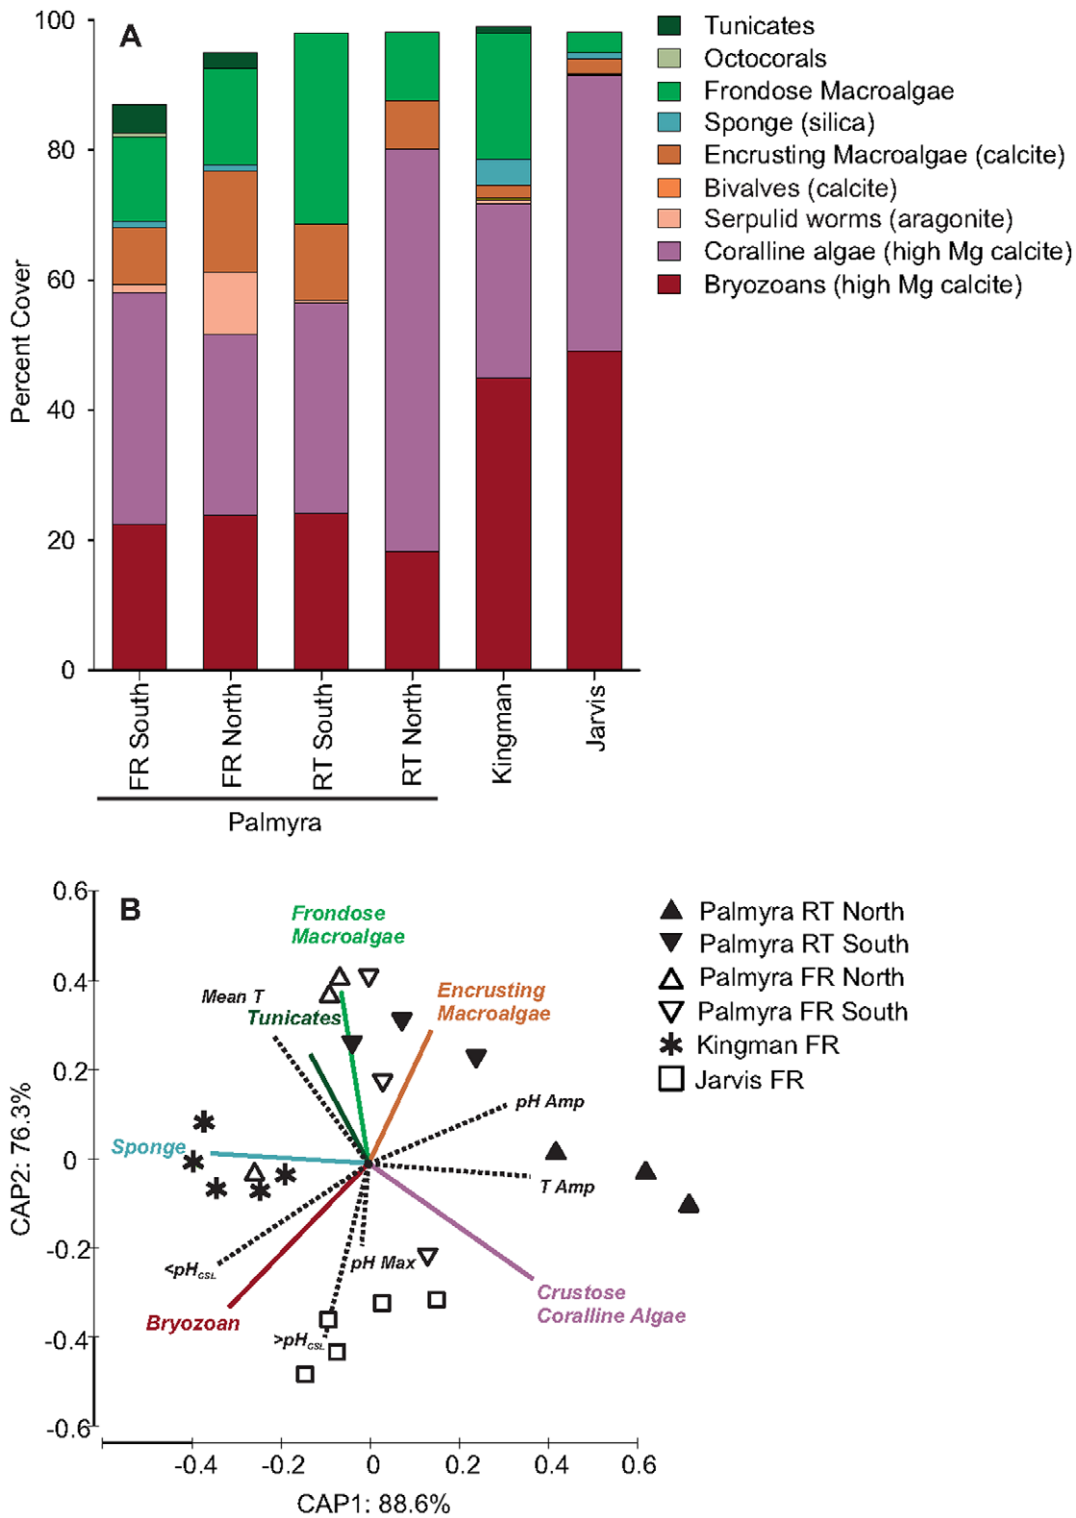 A
100
80
60
40
20
0
Percent Cover
Tunicates
Octocorals
Frondose Macroalgae
Sponge (silica)
Encrusting Macroalgae (calcite)
Bivalves (calcite)
Serpulid worms (aragonite)
Coralline algae (high Mg calcite)
Bryozoans (high Mg calcite)
FR South
FR North
RT South
RT North
Kingman
Jarvis
Palmyra
B
0.6
0.4
0.2
0
-0.2
-0.4
-0.6
CAP2: 76.3%
Frondose
Macroalgae
Mean T
Tunicates
Encrusting
Macroalgae
pH Amp
Sponge
T Amp
<pHCSL
pH Max
Bryozoan
>pHCSL
Crustose
Coralline Algae
Palmyra RT North
Palmyra RT South
Palmyra FR North
Palmyra FR South
Kingman FR
Jarvis FR
-0.4
-0.2
0
0.2
0.4
0.6
CAP1: 88.6%